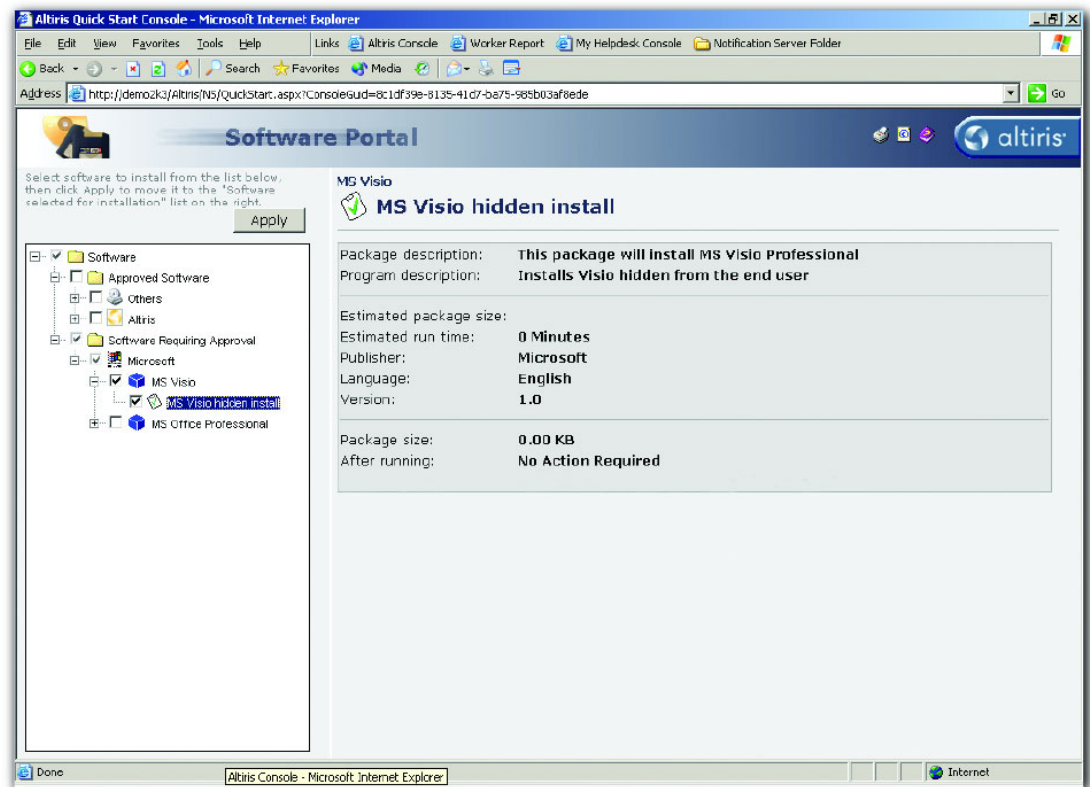 Altiris Quick Start Console - Microsoft Internet Explorer
File Edit View Favorites Tools Help Links Altiris Console Worker Report My Helpdesk Console Notification Server Folder
Back Search Favorites Media
Address http://demo2k3/Altiris/NS/QuickStart.aspx?ConsoleGuid=8c1df39e-8135-41d7-ba75-985b03af8ede Go
Software Portal
altiris
Select software to install from the list below,
then click Apply to move it to the "Software
selected for installation" list on the right.
Apply
Software
Approved Software
Others
Altiris
Software Requiring Approval
Microsoft
MS Visio
MS Visio hidden install
MS Office Professional
MS Visio
MS Visio hidden install
Package description: This package will install MS Visio Professional
Program description: Installs Visio hidden from the end user
Estimated package size:
Estimated run time: 0 Minutes
Publisher: Microsoft
Language: English
Version: 1.0
Package size: 0.00 KB
After running: No Action Required
Done
Altiris Console - Microsoft Internet Explorer
Internet